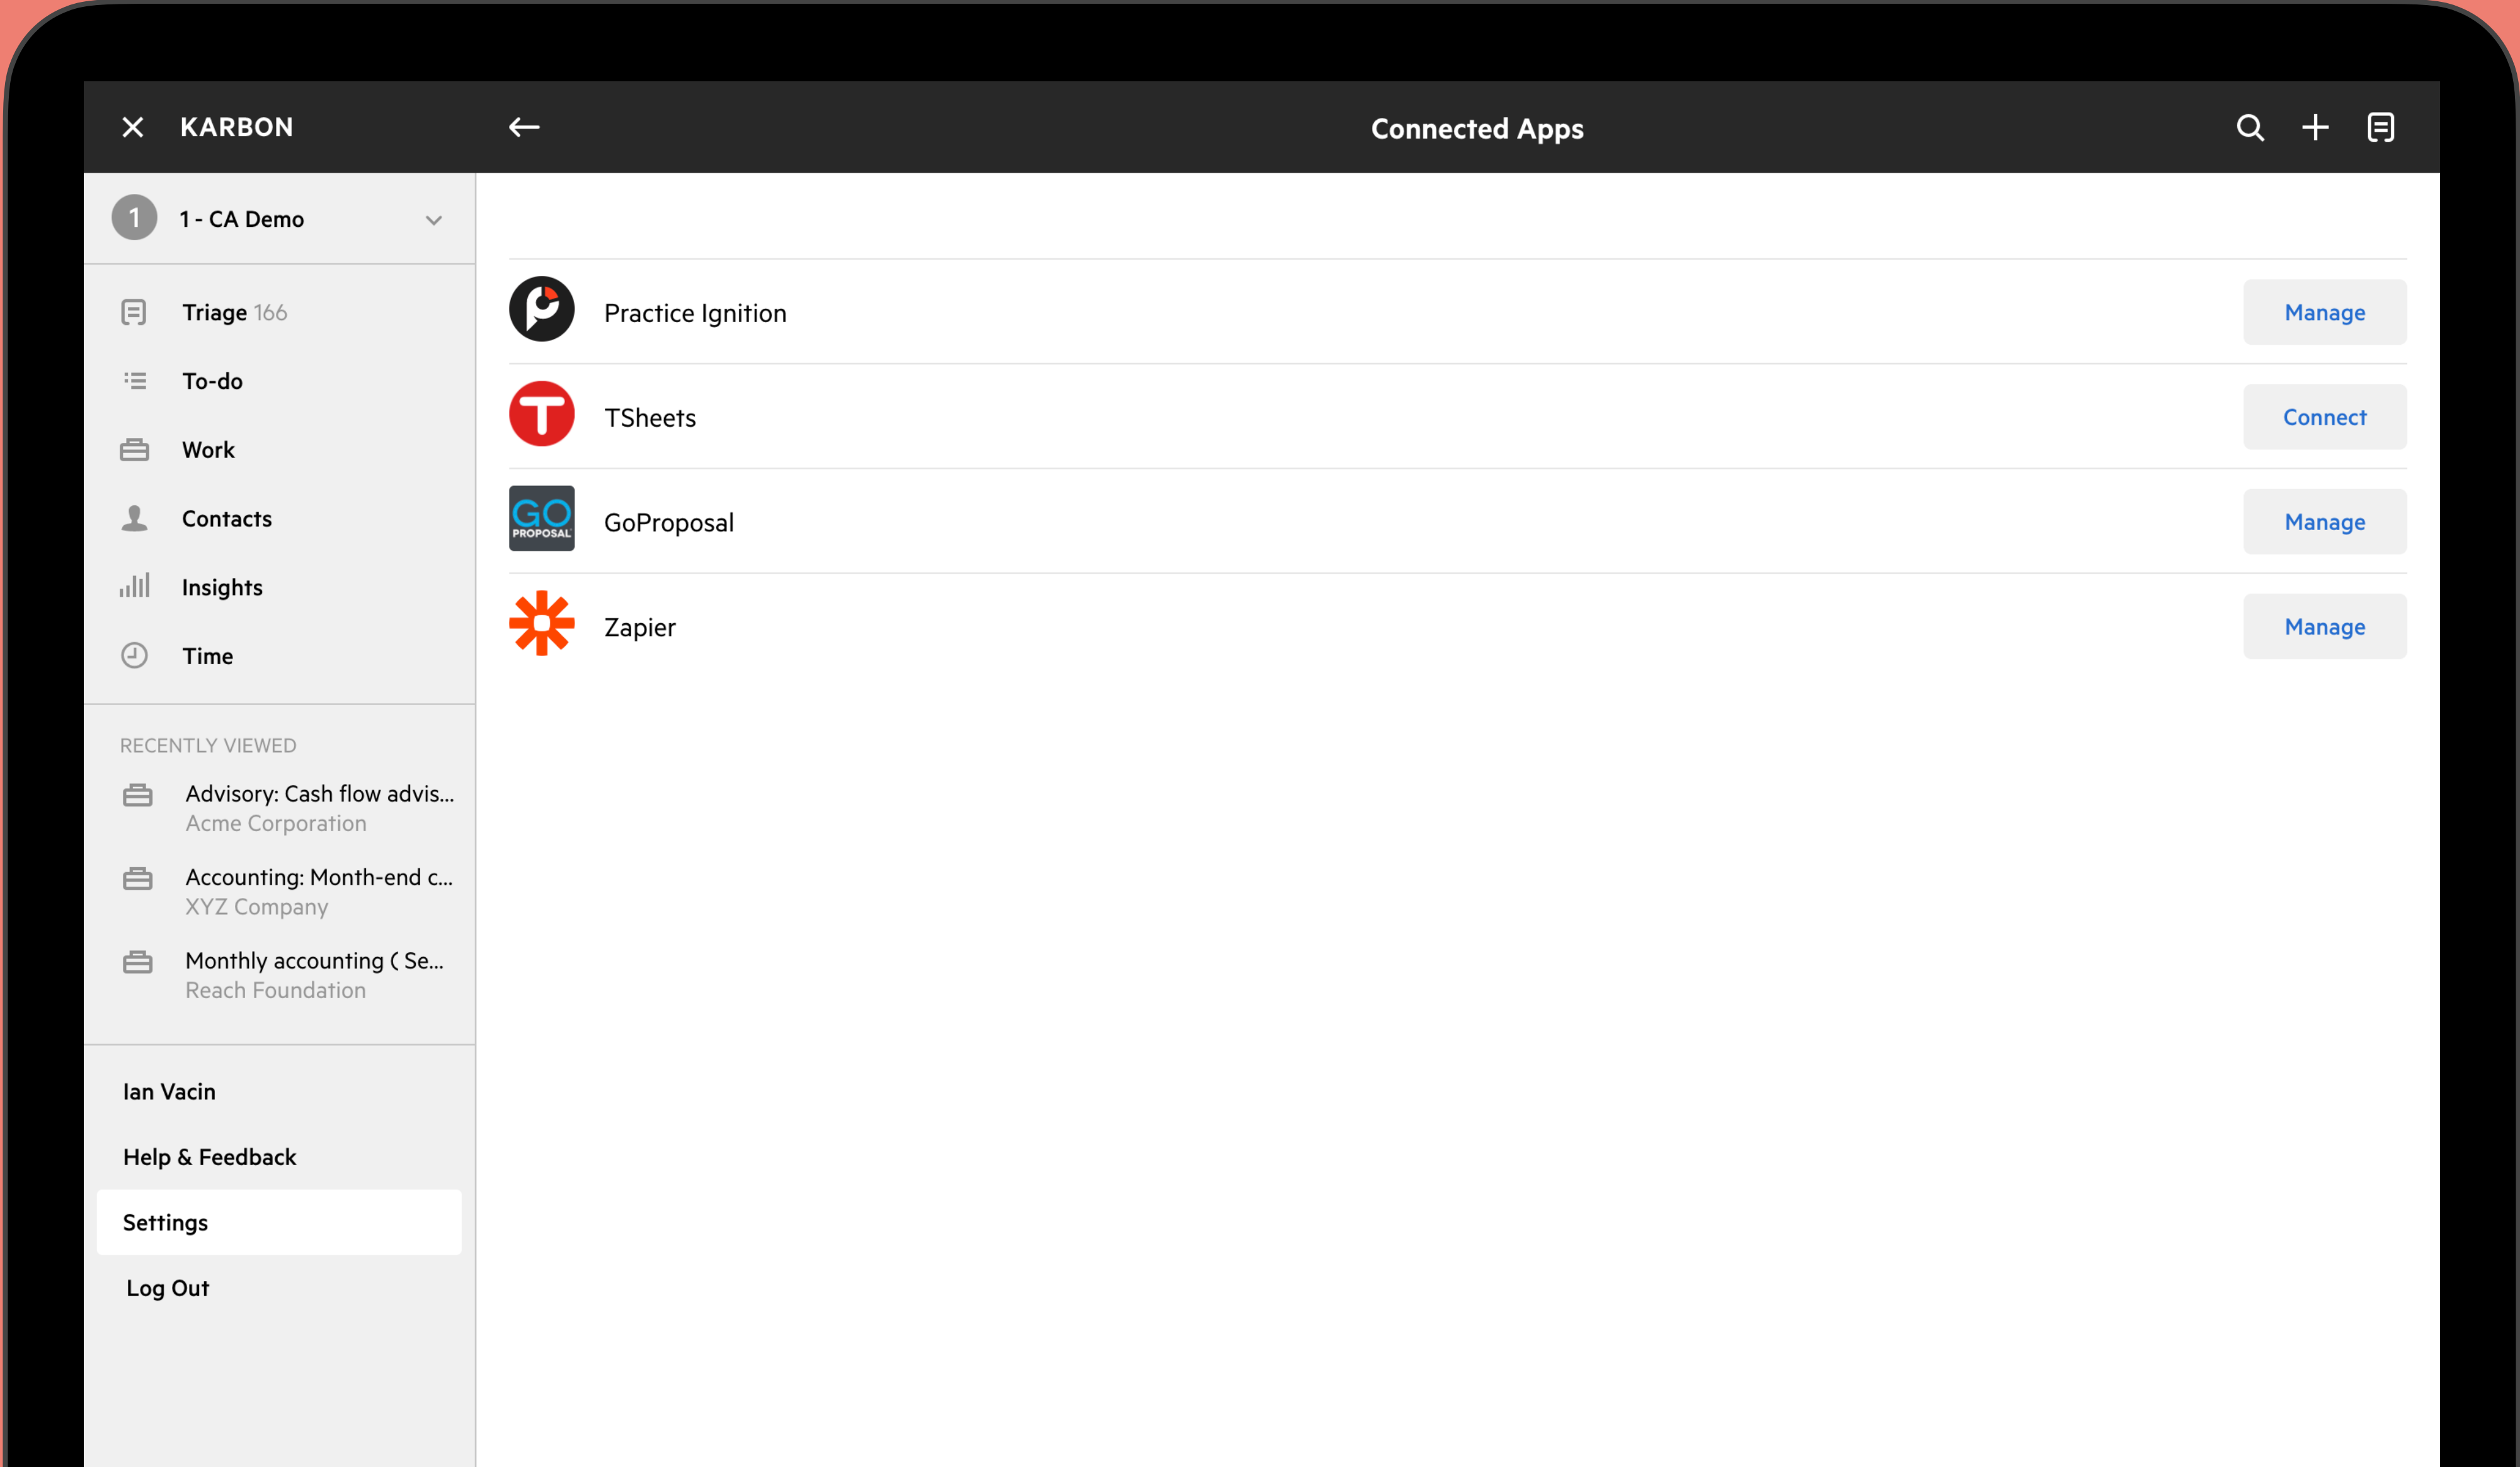 KARBON
Connected Apps
1
1 - CA Demo
Triage 166
To-do
Work
Contacts
Insights
Time
RECENTLY VIEWED
Advisory: Cash flow advis...
Acme Corporation
Accounting: Month-end c...
XYZ Company
Monthly accounting ( Se...
Reach Foundation
Ian Vacin
Help & Feedback
Settings
Log Out
Practice Ignition
Manage
T
TSheets
Connect
GO
PROPOSAL
GoProposal
Manage
Zapier
Manage